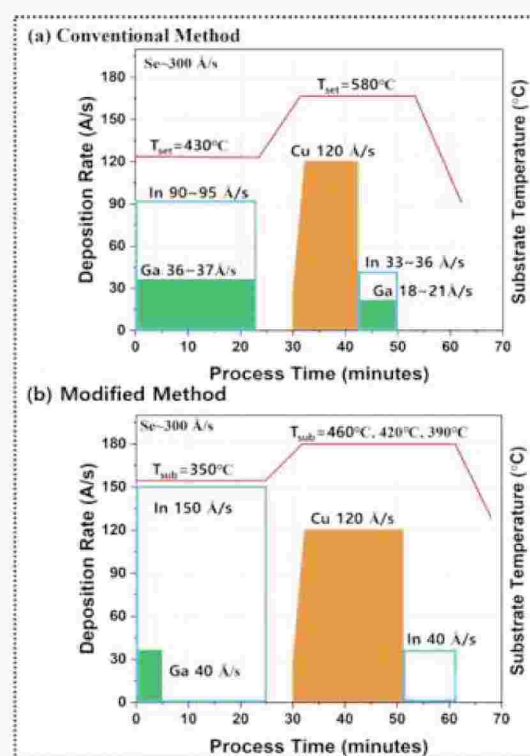 (a) Conventional Method
Se~300 Å/s
Tset=580°C
Tset=430°C
Cu 120 Å/s
In 90~95 Å/s
In 33~36 Å/s
Ga 36~37Å/s
Ga 18~21Å/s
Deposition Rate (A/s)
Substrate Temperature (°C)
180
150
120
90
60
30
0
0 10 20 30 40 50 60 70
Process Time (minutes)
(b) Modified Method
Se~300 Å/s
Tsub=460°C, 420°C, 390°C
Tsub=350°C
In 150 Å/s
Cu 120 Å/s
In 40 Å/s
Ga 40 Å/s
Deposition Rate (A/s)
Substrate Temperature (°C)
180
150
120
90
60
30
0
0 10 20 30 40 50 60 70
Process Time (minutes)